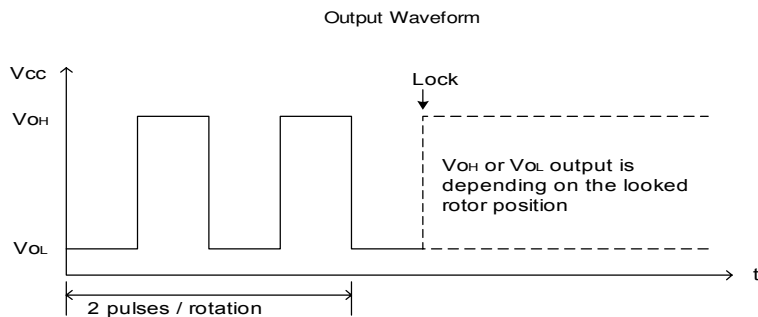 Output Waveform
Vcc
VOH
Lock
VOH or VOL output is
depending on the looked
rotor position
VOL
t
2 pulses / rotation